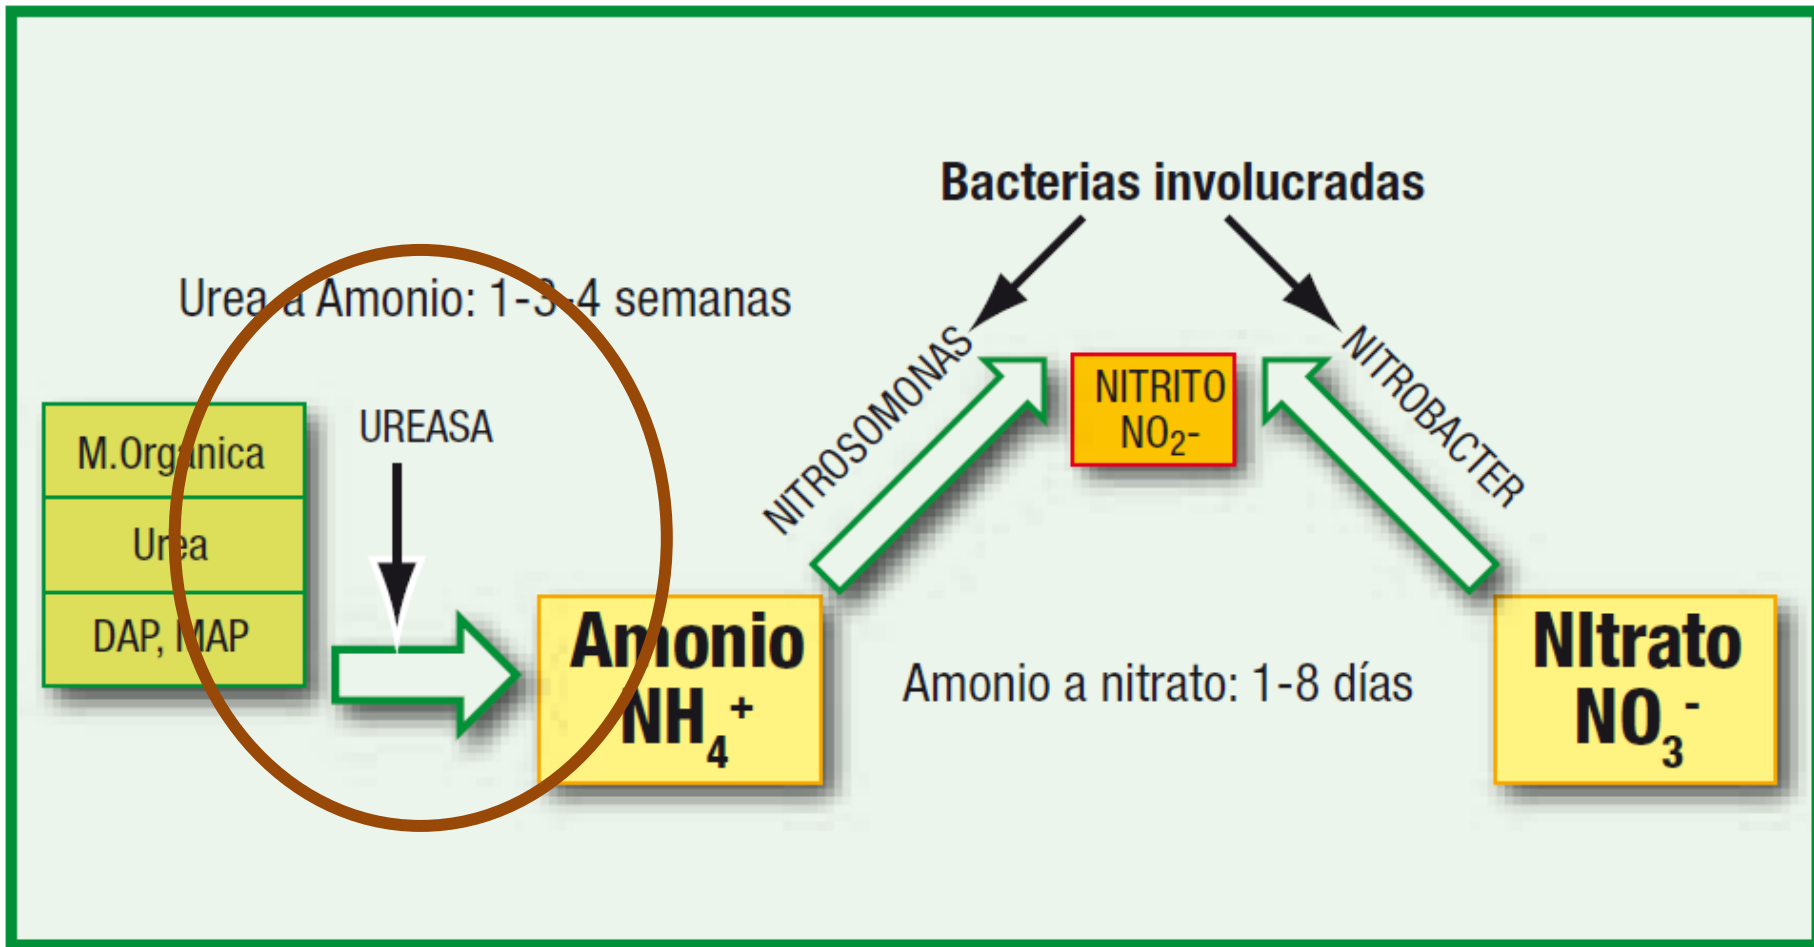 Bacterias involucradas
Urea a Amonio: 1-3-4 semanas
NITROSOMONAS
NITROBACTER
NITRITO
NO₂-
UREASA
M.Organica
Urea
DAP, MAP
Amonio
NH₄⁺
Amonio a nitrato: 1-8 días
NItrato
NO₃⁻